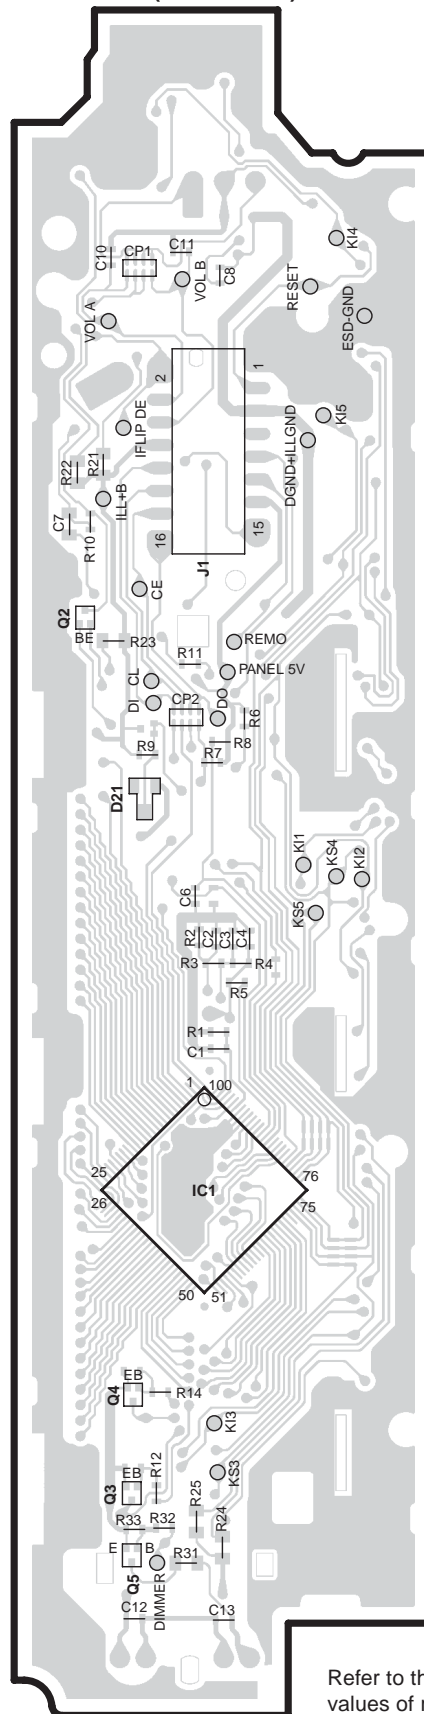 C10
CP1
C11
VOL B
C8
KI4
RESET
ESD-GND
VOL A
2
1
IFLIP DE
KI5
DGND+ILLGND
R22
R21
ILL+B
C7
R10
16
15
J1
CE
Q2
BE
R23
REMO
R11
PANEL 5V
CL
DI
CP2
DO
R6
R8
R9
R7
D21
KI1
KS4
KI2
C6
KS5
R2
C2
C3
C4
R3
R4
R5
R1
C1
1
100
25
76
IC1
26
75
50
51
EB
Q4
R14
KI3
EB
R12
KS3
Q3
R25
R24
R33
R32
E
B
R31
Q5
DIMMER
C12
C13
Refer to th
values of r